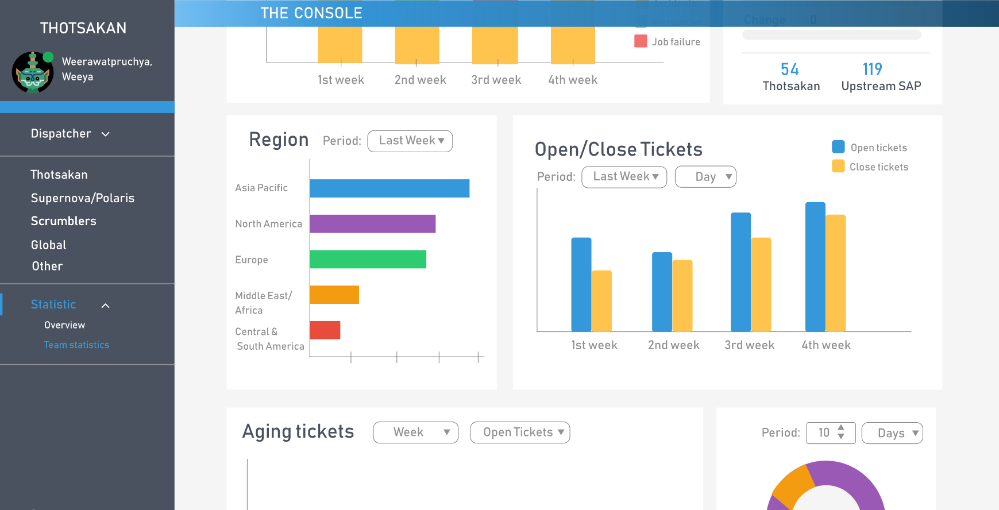 THOTSAKAN
Weerawatpruchya,
Weeya
Dispatcher
Thotsakan
Supernova/Polaris
Scrumblers
Global
Other
Statistic
Overview
Team statistics
THE CONSOLE
Incidents
Workorder
Job failure
1st week 2nd week 3rd week 4th week
Change 0
54 119
Thotsakan Upstream SAP
Region Period: Last Week
Asia Pacific
North America
Europe
Middle East/
Africa
Central &
South America
Open/Close Tickets
Period: Last Week Day
Open tickets
Close tickets
1st week 2nd week 3rd week 4th week
Aging tickets Week Open Tickets
Period: 10 Days